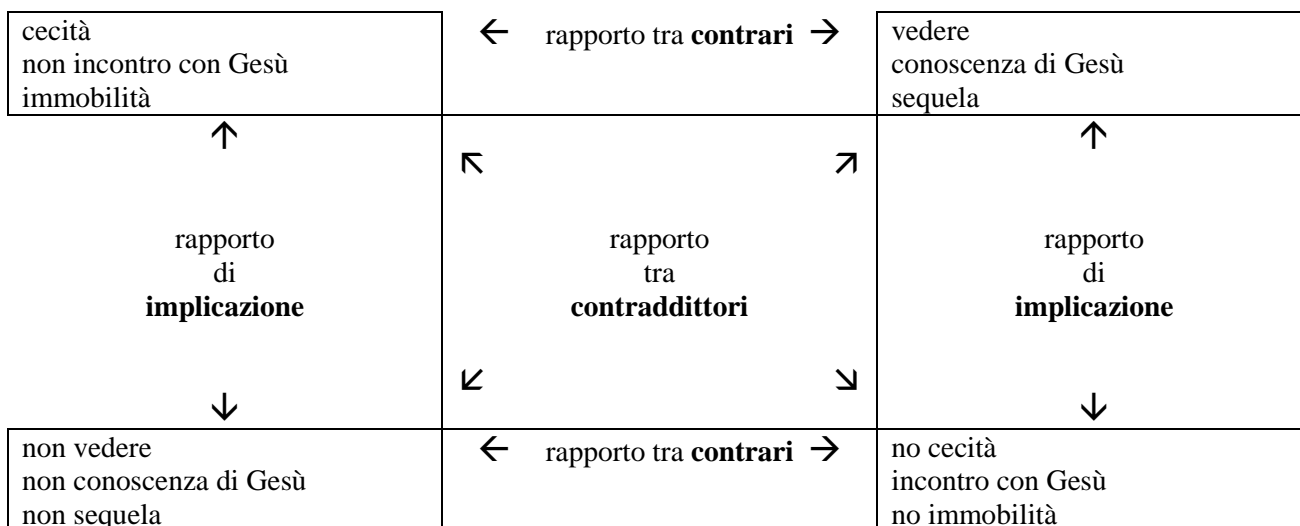 cecità
non incontro con Gesù
immobilità
← rapporto tra contrari →
vedere
conoscenza di Gesù
sequela
↑
↖ ↗
↑
rapporto
di
implicazione
rapporto
tra
contraddittori
rapporto
di
implicazione
↓
↙ ↘
↓
non vedere
non conoscenza di Gesù
non sequela
← rapporto tra contrari →
no cecità
incontro con Gesù
no immobilità